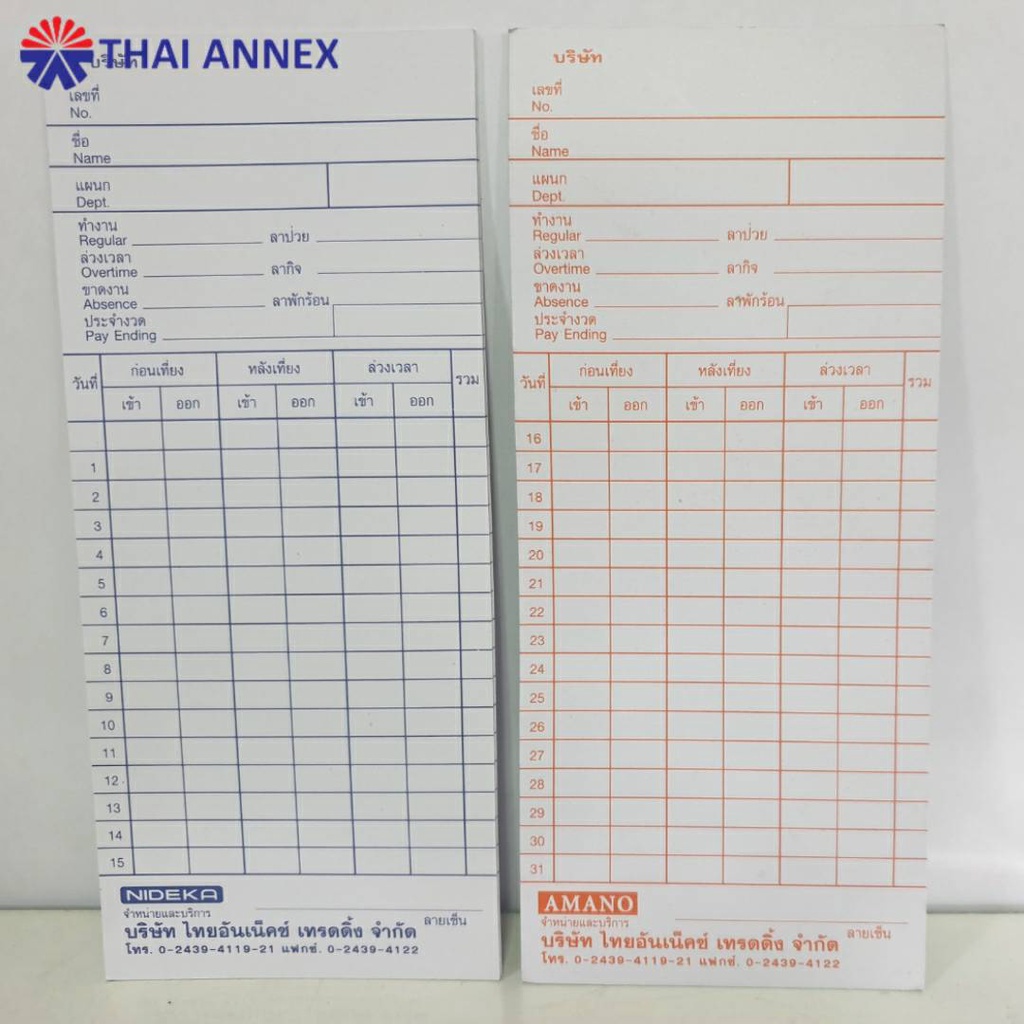 THAI ANNEX
บริษัท
เลขที่
No.
ชื่อ
Name
แผนก
Dept.
ทำงาน
Regular ลาป่วย
ล่วงเวลา
Overtime ลากิจ
ขาดงาน
Absence ลาพักร้อน
ประจำงวด
Pay Ending
วันที่ ก่อนเที่ยง หลังเที่ยง ล่วงเวลา รวม
เข้า ออก เข้า ออก เข้า ออก
1
2
3
4
5
6
7
8
9
10
11
12
13
14
15
NIDEKA
จำหน่ายและบริการ ลายเซ็น
บริษัท ไทยอันเน็คซ์ เทรดดิ้ง จำกัด
โทร. 0-2439-4119-21 แฟกซ์. 0-2439-4122
บริษัท
เลขที่
No.
ชื่อ
Name
แผนก
Dept.
ทำงาน
Regular ลาป่วย
ล่วงเวลา
Overtime ลากิจ
ขาดงาน
Absence ลาพักร้อน
ประจำงวด
Pay Ending
วันที่ ก่อนเที่ยง หลังเที่ยง ล่วงเวลา รวม
เข้า ออก เข้า ออก เข้า ออก
16
17
18
19
20
21
22
23
24
25
26
27
28
29
30
31
AMANO
จำหน่ายและบริการ ลายเซ็น
บริษัท ไทยอันเน็คซ์ เทรดดิ้ง จำกัด
โทร. 0-2439-4119-21 แฟกซ์. 0-2439-4122